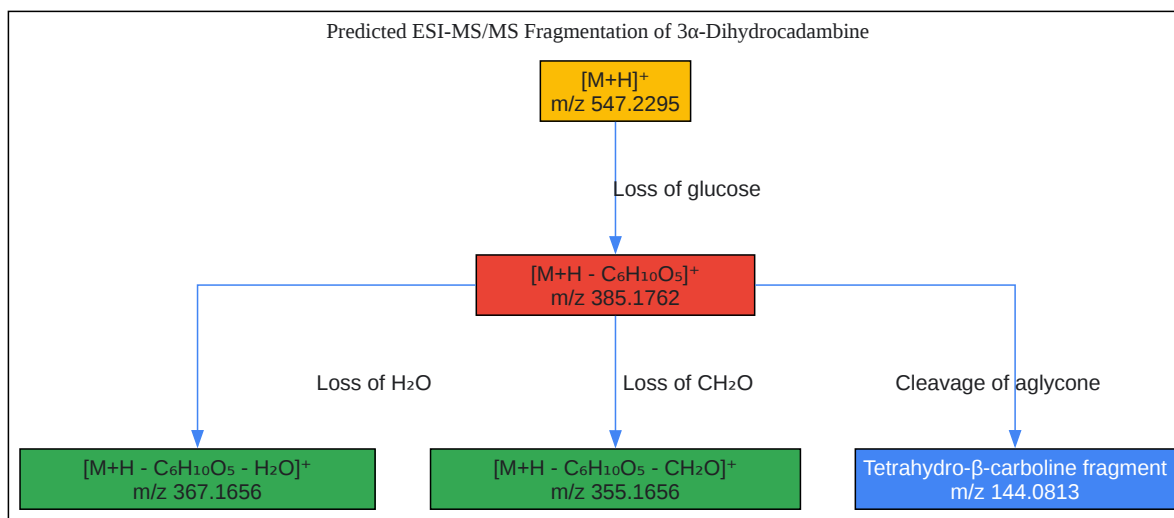 Predicted ESI-MS/MS Fragmentation of 3α-Dihydrocadambine
[M+H]⁺
m/z 547.2295
Loss of glucose
[M+H - C₆H₁₀O₅]⁺
m/z 385.1762
Loss of H₂O
Loss of CH₂O
Cleavage of aglycone
[M+H - C₆H₁₀O₅ - H₂O]⁺
m/z 367.1656
[M+H - C₆H₁₀O₅ - CH₂O]⁺
m/z 355.1656
Tetrahydro-β-carboline fragment
m/z 144.0813